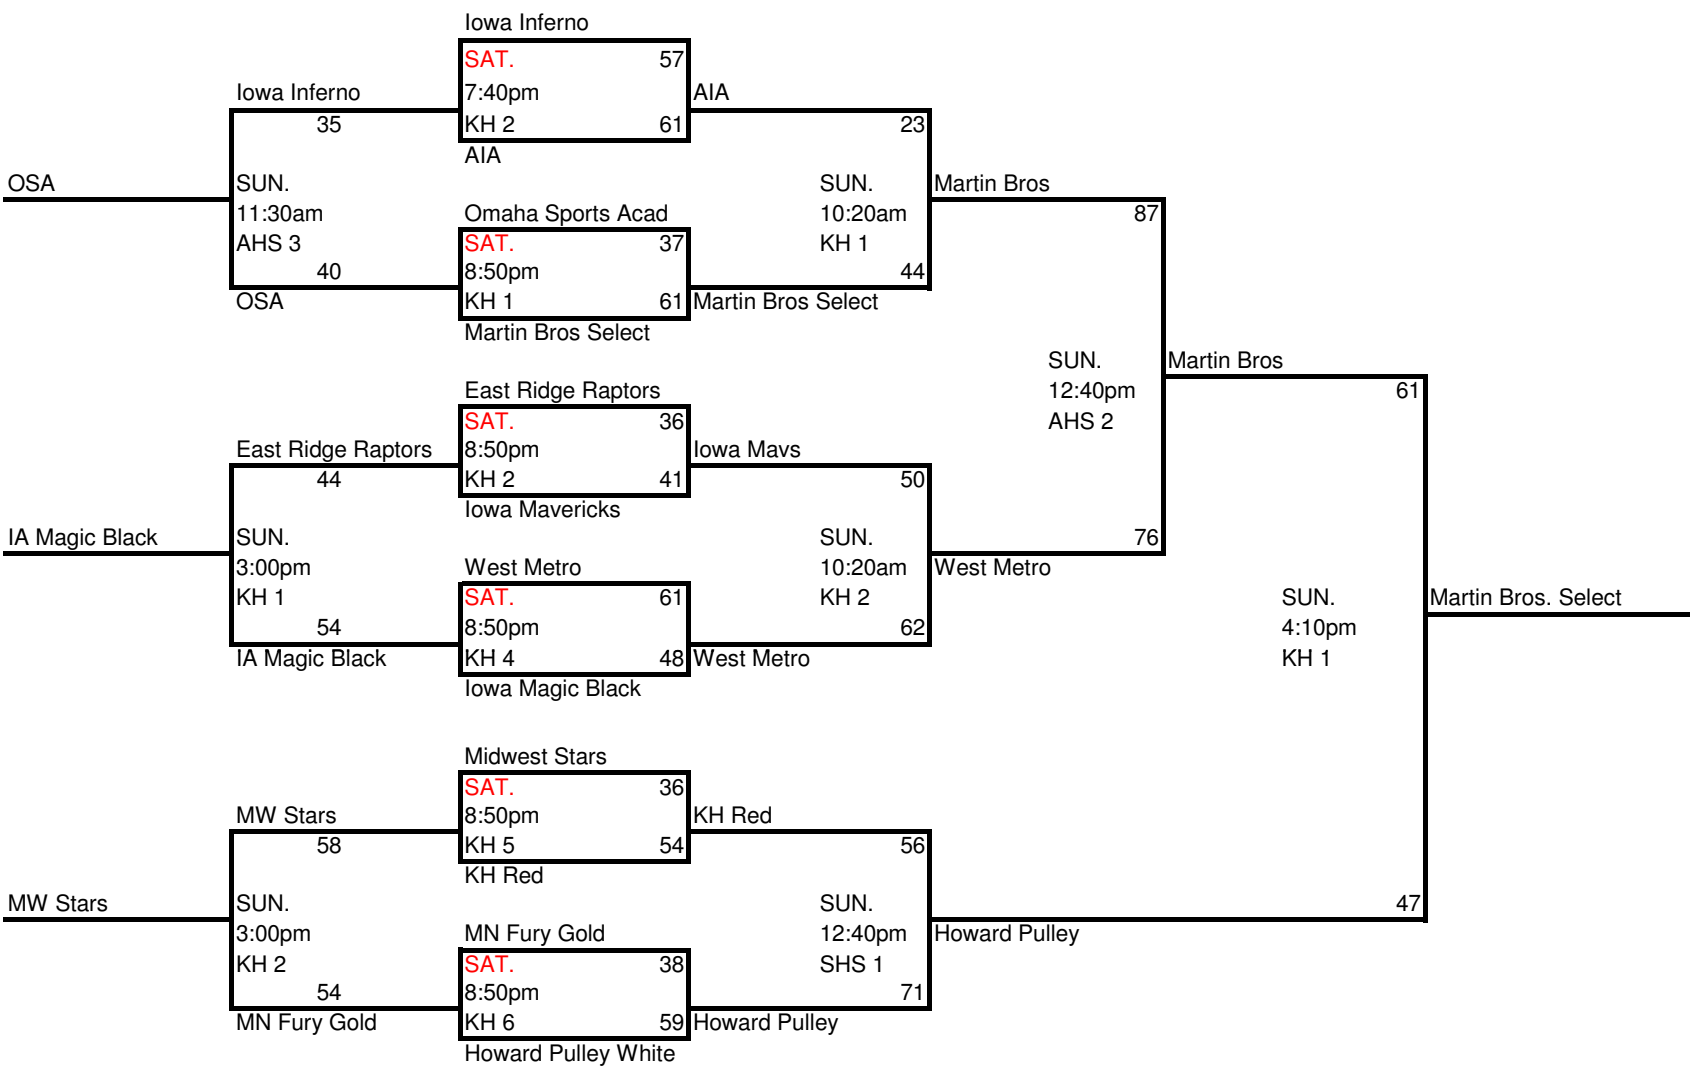 Iowa Inferno
SAT. 57
Iowa Inferno 7:40pm AIA
35 KH 2 61 23
AIA
OSA SUN. SUN. Martin Bros
11:30am Omaha Sports Acad 10:20am 87
AHS 3 SAT. 37 KH 1
40 8:50pm 44
OSA KH 1 61 Martin Bros Select
Martin Bros Select
SUN. Martin Bros
East Ridge Raptors 12:40pm 61
SAT. 36 AHS 2
East Ridge Raptors 8:50pm Iowa Mavs
44 KH 2 41 50
Iowa Mavericks
IA Magic Black SUN. SUN. 76
3:00pm West Metro 10:20am West Metro
KH 1 SAT. 61 KH 2 SUN. Martin Bros. Select
54 8:50pm 62 4:10pm
IA Magic Black KH 4 48 West Metro KH 1
Iowa Magic Black
Midwest Stars
SAT. 36
MW Stars 8:50pm KH Red
58 KH 5 54 56
KH Red
MW Stars SUN. SUN. 47
3:00pm MN Fury Gold 12:40pm Howard Pulley
KH 2 SAT. 38 SHS 1
54 8:50pm 71
MN Fury Gold KH 6 59 Howard Pulley
Howard Pulley White